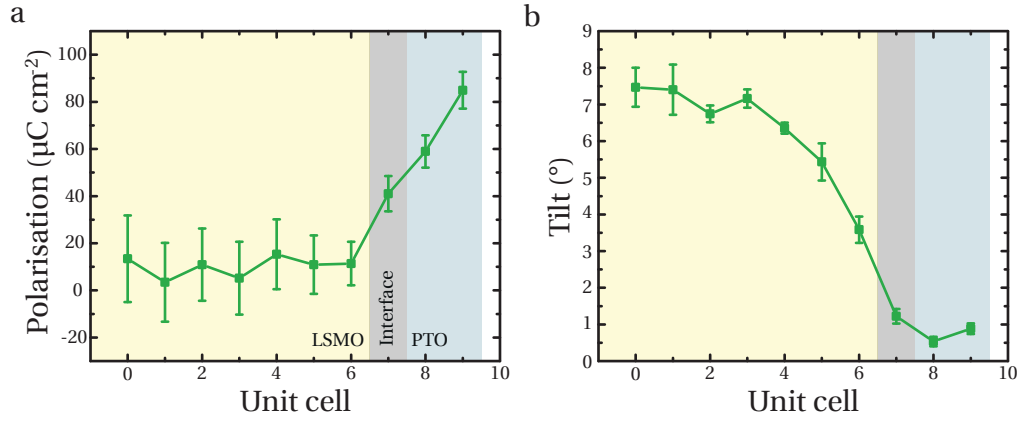 a
Polarisation (µC cm⁻²)
100
80
60
40
20
0
-20
LSMO
Interface
PTO
0 2 4 6 8 10
Unit cell
b
Tilt (°)
9
8
7
6
5
4
3
2
1
0
0 2 4 6 8 10
Unit cell